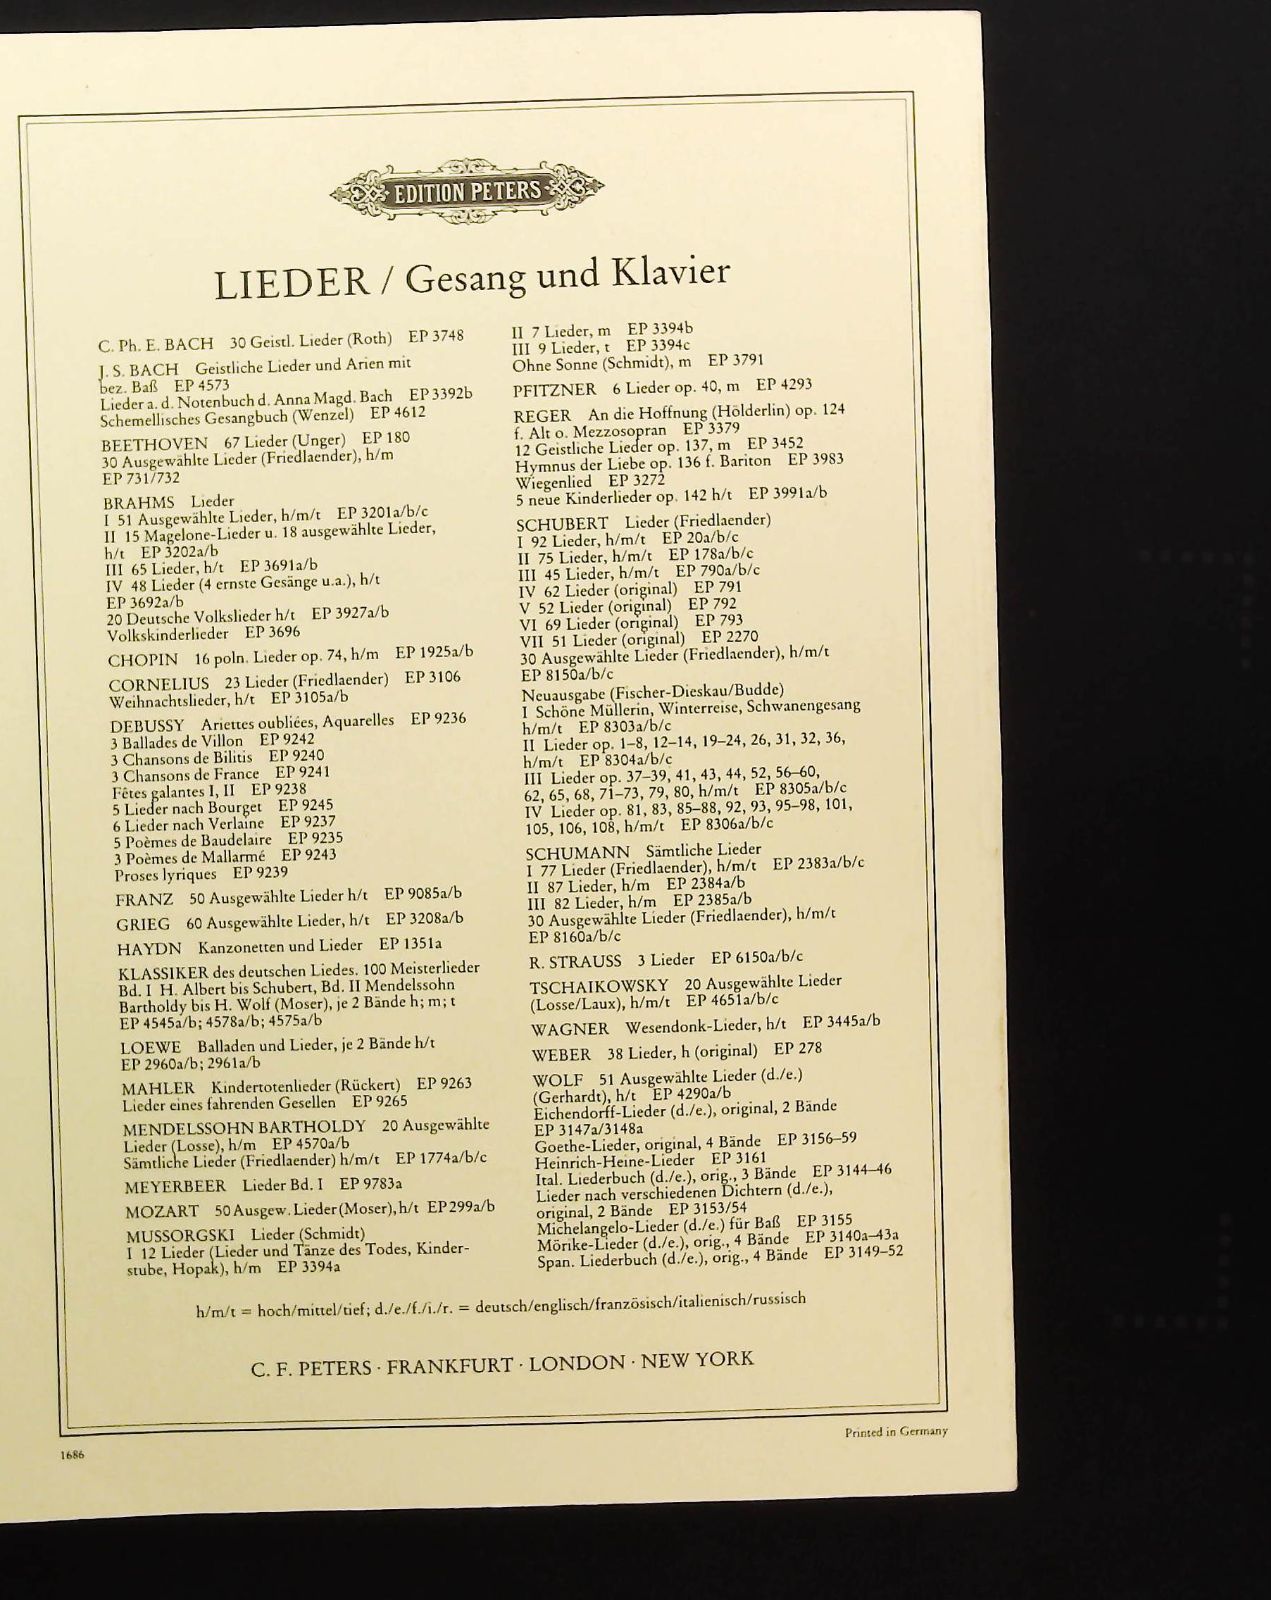 EDITION PETERS
LIEDER / Gesang und Klavier
C. Ph. E. BACH 30 Geistl. Lieder (Roth) EP 3748
J. S. BACH Geistliche Lieder und Arien mit
bez. Baß EP 4573
Lieder a. d. Notenbuch d. Anna Magd. Bach EP 3392b
Schemellisches Gesangbuch (Wenzel) EP 4612
BEETHOVEN 67 Lieder (Unger) EP 180
30 Ausgewählte Lieder (Friedlaender), h/m
EP 731/732
BRAHMS Lieder
I 51 Ausgewählte Lieder, h/m/t EP 3201a/b/c
II 15 Magelone-Lieder u. 18 ausgewählte Lieder,
h/t EP 3202a/b
III 65 Lieder, h/t EP 3691a/b
IV 48 Lieder (4 ernste Gesänge u.a.), h/t
EP 3692a/b
20 Deutsche Volkslieder h/t EP 3927a/b
Volkskinderlieder EP 3696
CHOPIN 16 poln. Lieder op. 74, h/m EP 1925a/b
CORNELIUS 23 Lieder (Friedlaender) EP 3106
Weihnachtslieder, h/t EP 3105a/b
DEBUSSY Ariettes oubliées, Aquarelles EP 9236
3 Ballades de Villon EP 9242
3 Chansons de Bilitis EP 9240
3 Chansons de France EP 9241
Fêtes galantes I, II EP 9238
5 Lieder nach Bourget EP 9245
6 Lieder nach Verlaine EP 9237
5 Poèmes de Baudelaire EP 9235
3 Poèmes de Mallarmé EP 9243
Proses lyriques EP 9239
FRANZ 50 Ausgewählte Lieder h/t EP 9085a/b
GRIEG 60 Ausgewählte Lieder, h/t EP 3208a/b
HAYDN Kanzonetten und Lieder EP 1351a
KLASSIKER des deutschen Liedes. 100 Meisterlieder
Bd. I H. Albert bis Schubert, Bd. II Mendelssohn
Bartholdy bis H. Wolf (Moser), je 2 Bände h; m; t
EP 4545a/b; 4578a/b; 4575a/b
LOEWE Balladen und Lieder, je 2 Bände h/t
EP 2960a/b; 2961a/b
MAHLER Kindertotenlieder (Rückert) EP 9263
Lieder eines fahrenden Gesellen EP 9265
MENDELSSOHN BARTHOLDY 20 Ausgewählte
Lieder (Losse), h/m EP 4570a/b
Sämtliche Lieder (Friedlaender) h/m/t EP 1774a/b/c
MEYERBEER Lieder Bd. I EP 9783a
MOZART 50 Ausgew. Lieder (Moser), h/t EP 299a/b
MUSSORGSKI Lieder (Schmidt)
I 12 Lieder (Lieder und Tänze des Todes, Kinder-
stube, Hopak), h/m EP 3394a
II 7 Lieder, m EP 3394b
III 9 Lieder, t EP 3394c
Ohne Sonne (Schmidt), m EP 3791
PFITZNER 6 Lieder op. 40, m EP 4293
REGER An die Hoffnung (Hölderlin) op. 124
f. Alt o. Mezzosopran EP 3379
12 Geistliche Lieder op. 137, m EP 3452
Hymnus der Liebe op. 136 f. Bariton EP 3983
Wiegenlied EP 3272
5 neue Kinderlieder op. 142 h/t EP 3991a/b
SCHUBERT Lieder (Friedlaender)
I 92 Lieder, h/m/t EP 20a/b/c
II 75 Lieder, h/m/t EP 178a/b/c
III 45 Lieder, h/m/t EP 790a/b/c
IV 62 Lieder (original) EP 791
V 52 Lieder (original) EP 792
VI 69 Lieder (original) EP 793
VII 51 Lieder (original) EP 2270
30 Ausgewählte Lieder (Friedlaender), h/m/t
EP 8150a/b/c
Neuausgabe (Fischer-Dieskau/Budde)
I Schöne Müllerin, Winterreise, Schwanengesang
h/m/t EP 8303a/b/c
II Lieder op. 1–8, 12–14, 19–24, 26, 31, 32, 36,
h/m/t EP 8304a/b/c
III Lieder op. 37–39, 41, 43, 44, 52, 56–60,
62, 65, 68, 71–73, 79, 80, h/m/t EP 8305a/b/c
IV Lieder op. 81, 83, 85–88, 92, 93, 95–98, 101,
105, 106, 108, h/m/t EP 8306a/b/c
SCHUMANN Sämtliche Lieder
I 77 Lieder (Friedlaender), h/m/t EP 2383a/b/c
II 87 Lieder, h/m EP 2384a/b
III 82 Lieder, h/m EP 2385a/b
30 Ausgewählte Lieder (Friedlaender), h/m/t
EP 8160a/b/c
R. STRAUSS 3 Lieder EP 6150a/b/c
TSCHAIKOWSKY 20 Ausgewählte Lieder
(Losse/Laux), h/m/t EP 4651a/b/c
WAGNER Wesendonk-Lieder, h/t EP 3445a/b
WEBER 38 Lieder, h (original) EP 278
WOLF 51 Ausgewählte Lieder (d./e.)
(Gerhardt), h/t EP 4290a/b
Eichendorff-Lieder (d./e.), original, 2 Bände
EP 3147a/3148a
Goethe-Lieder, original, 4 Bände EP 3156–59
Heinrich-Heine-Lieder EP 3161
Ital. Liederbuch (d./e.), orig., 3 Bände EP 3144–46
Lieder nach verschiedenen Dichtern (d./e.),
original, 2 Bände EP 3153/54
Michelangelo-Lieder (d./e.) für Baß EP 3155
Mörike-Lieder (d./e.), orig., 4 Bände EP 3140a–43a
Span. Liederbuch (d./e.), orig., 4 Bände EP 3149–52
h/m/t = hoch/mittel/tief; d./e./f./i./r. = deutsch/englisch/französisch/italienisch/russisch
C. F. PETERS · FRANKFURT · LONDON · NEW YORK
Printed in Germany
1686